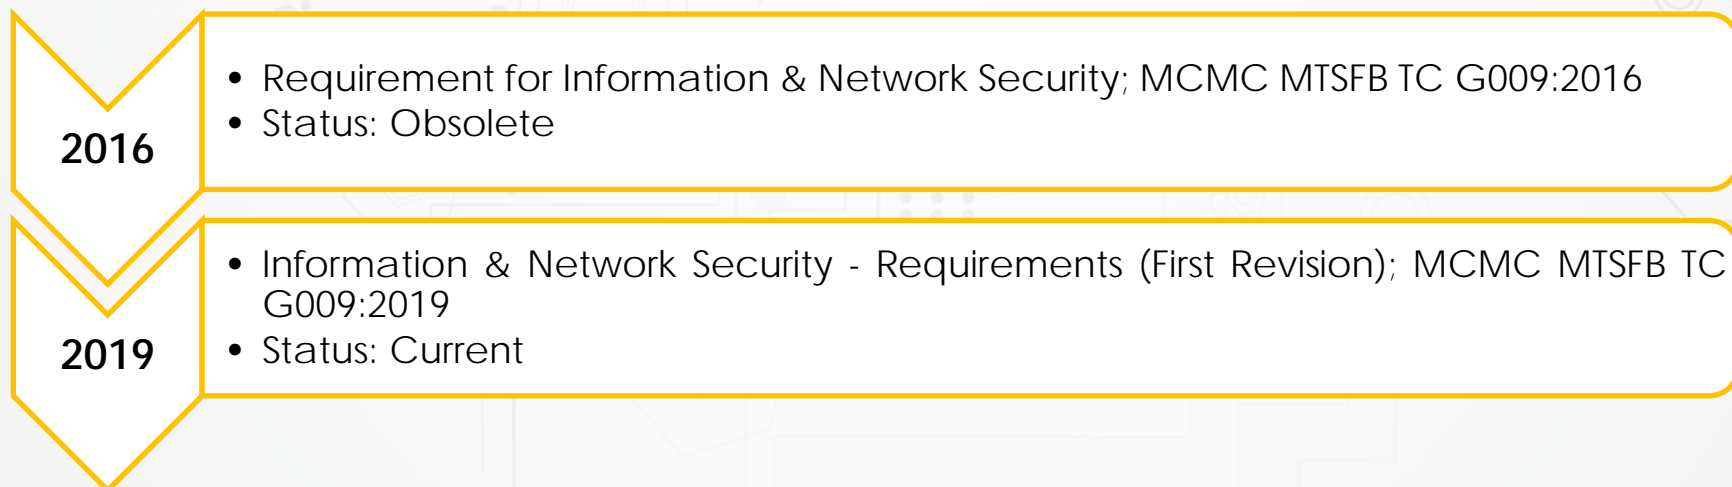 2016
• Requirement for Information & Network Security; MCMC MTSFB TC G009:2016
• Status: Obsolete
2019
• Information & Network Security - Requirements (First Revision); MCMC MTSFB TC
G009:2019
• Status: Current